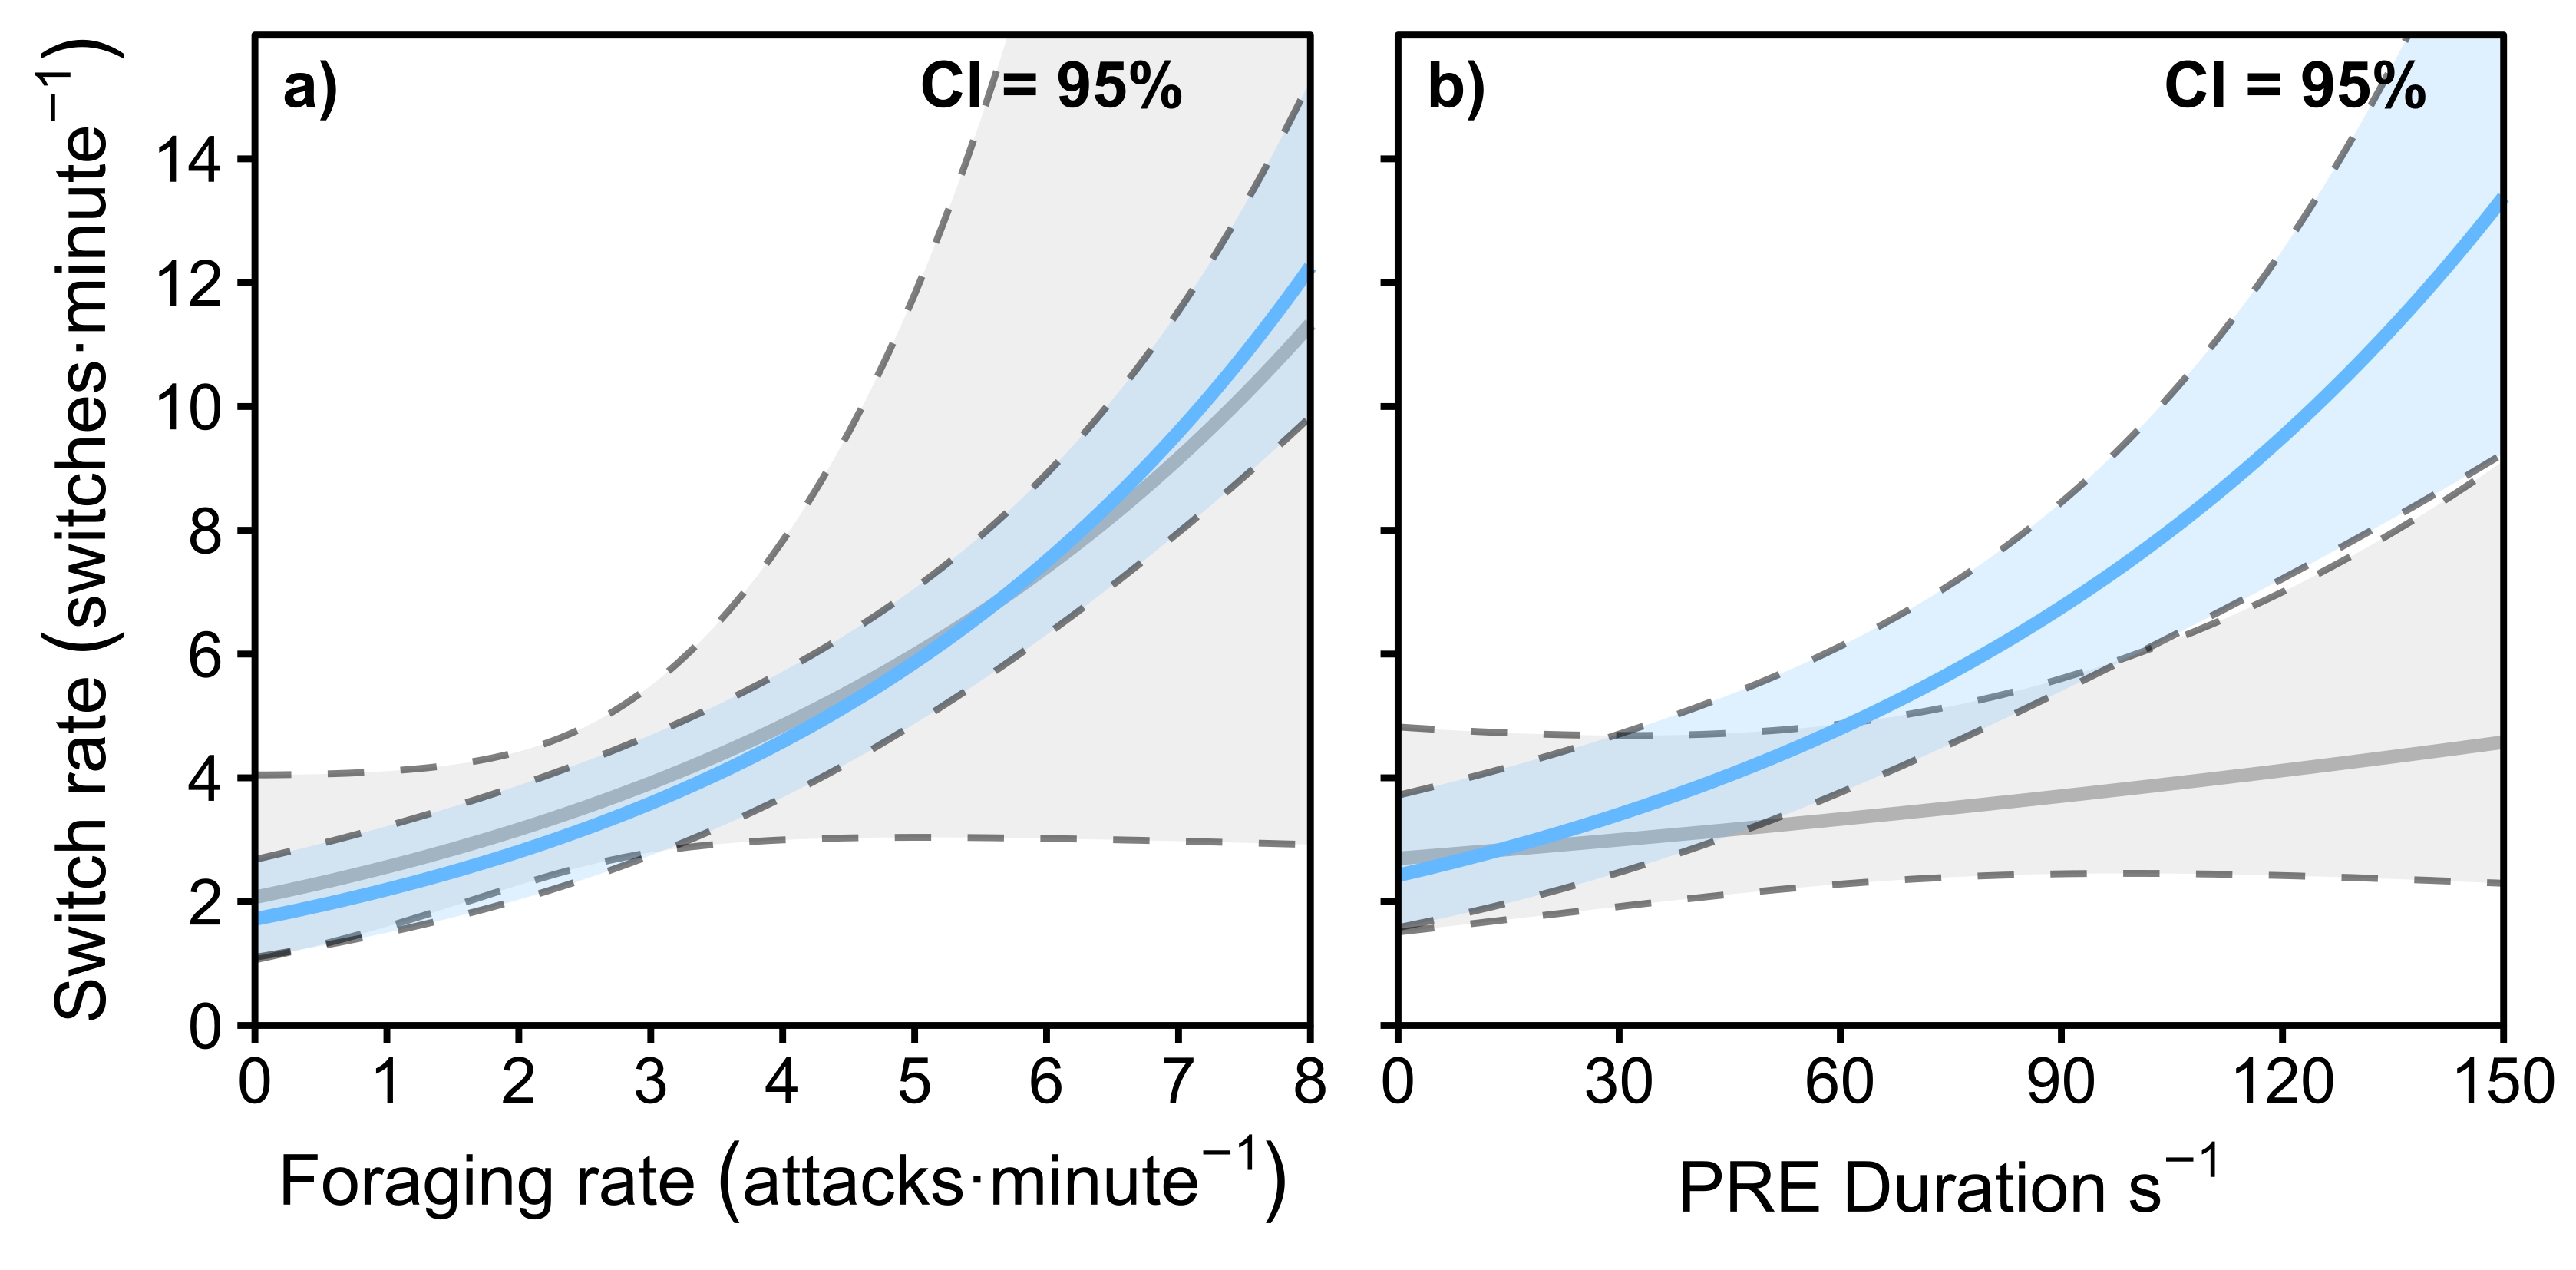 a)
CI = 95%
b)
CI = 95%
Switch rate (switches·minute⁻¹)
14
12
10
8
6
4
2
0
0 1 2 3 4 5 6 7 8
0 30 60 90 120 150
Foraging rate (attacks·minute⁻¹)
PRE Duration s⁻¹